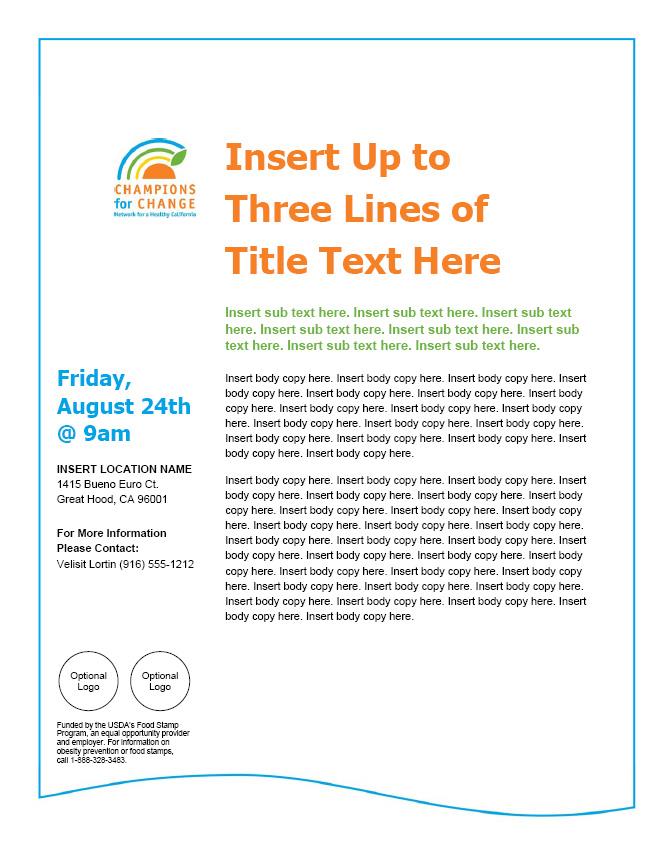 CHAMPIONS
for CHANGE
Network for a Healthy California
Insert Up to
Three Lines of
Title Text Here
Insert sub text here. Insert sub text here. Insert sub text
here. Insert sub text here. Insert sub text here. Insert sub
text here. Insert sub text here. Insert sub text here.
Friday,
August 24th
@ 9am
INSERT LOCATION NAME
1415 Bueno Euro Ct.
Great Hood, CA 96001
For More Information
Please Contact:
Velisit Lortin (916) 555-1212
Insert body copy here. Insert body copy here. Insert body copy here. Insert
body copy here. Insert body copy here. Insert body copy here. Insert body
copy here. Insert body copy here. Insert body copy here. Insert body copy
here. Insert body copy here. Insert body copy here. Insert body copy here.
Insert body copy here. Insert body copy here. Insert body copy here. Insert
body copy here.
Insert body copy here. Insert body copy here. Insert body copy here. Insert
body copy here. Insert body copy here. Insert body copy here. Insert body
copy here. Insert body copy here. Insert body copy here. Insert body copy
here. Insert body copy here. Insert body copy here. Insert body copy here.
Insert body copy here. Insert body copy here. Insert body copy here. Insert
body copy here. Insert body copy here. Insert body copy here. Insert body
copy here. Insert body copy here. Insert body copy here. Insert body copy
here. Insert body copy here. Insert body copy here. Insert body copy here.
Insert body copy here. Insert body copy here. Insert body copy here. Insert
body copy here. Insert body copy here.
Optional
Logo
Optional
Logo
Funded by the USDA's Food Stamp
Program, an equal opportunity provider
and employer. For information on
obesity prevention or food stamps,
call 1-888-328-3483.